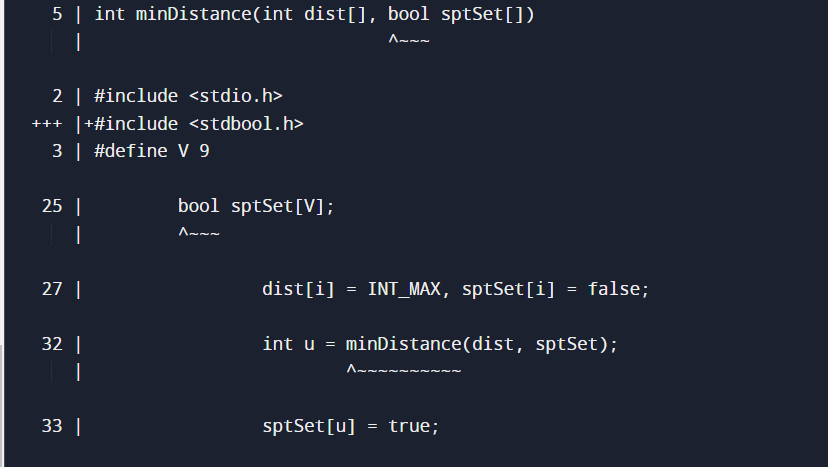 5 | int minDistance(int dist[], bool sptSet[])
| ^~~~
2 | #include <stdio.h>
+++ |+#include <stdbool.h>
3 | #define V 9
25 | bool sptSet[V];
| ^~~~
27 | dist[i] = INT_MAX, sptSet[i] = false;
32 | int u = minDistance(dist, sptSet);
| ^~~~~~~~~~~
33 | sptSet[u] = true;